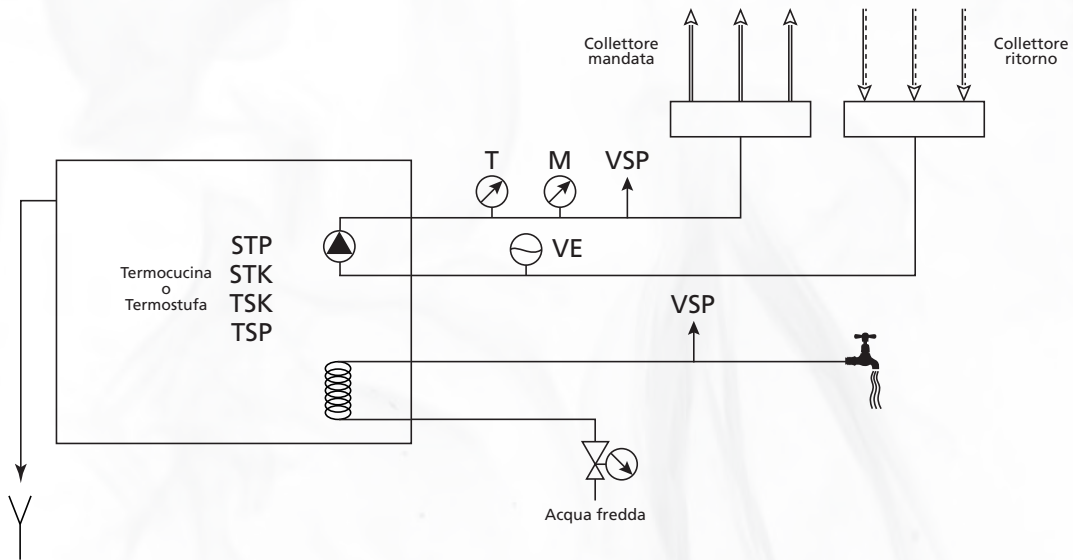 Collettore
mandata
Collettore
ritorno
T
M
VSP
VE
STP
STK
TSK
TSP
Termocucina
o
Termostufa
VSP
Acqua fredda